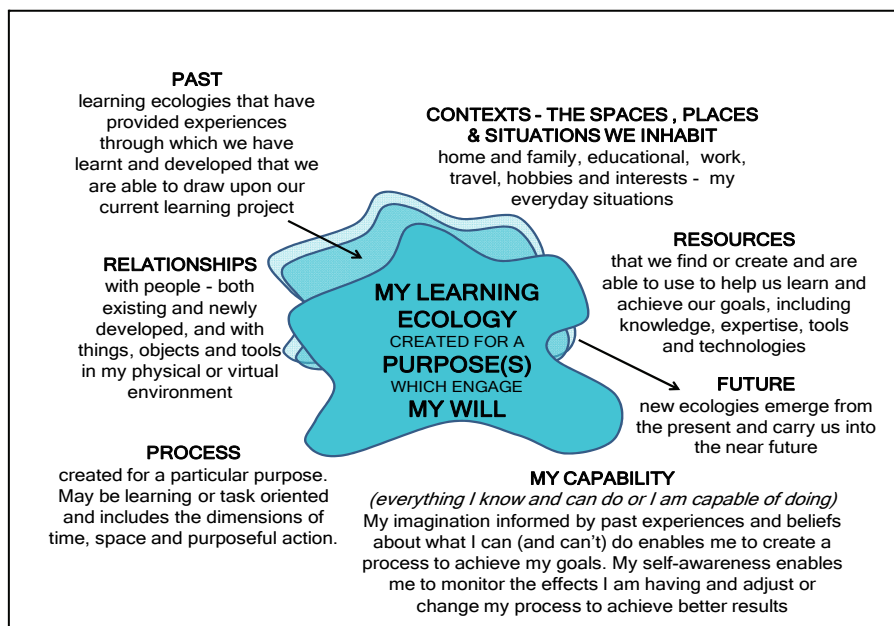 PAST
learning ecologies that have
provided experiences
through which we have
learnt and developed that we
are able to draw upon our
current learning project
CONTEXTS - THE SPACES , PLACES
& SITUATIONS WE INHABIT
home and family, educational, work,
travel, hobbies and interests - my
everyday situations
RELATIONSHIPS
with people - both
existing and newly
developed, and with
things, objects and tools
in my physical or virtual
environment
MY LEARNING
ECOLOGY
CREATED FOR A
PURPOSE(S)
WHICH ENGAGE
MY WILL
RESOURCES
that we find or create and are
able to use to help us learn and
achieve our goals, including
knowledge, expertise, tools
and technologies
FUTURE
new ecologies emerge from
the present and carry us into
the near future
PROCESS
created for a particular purpose.
May be learning or task oriented
and includes the dimensions of
time, space and purposeful action.
MY CAPABILITY
(everything I know and can do or I am capable of doing)
My imagination informed by past experiences and beliefs
about what I can (and can't) do enables me to create a
process to achieve my goals. My self-awareness enables
me to monitor the effects I am having and adjust or
change my process to achieve better results